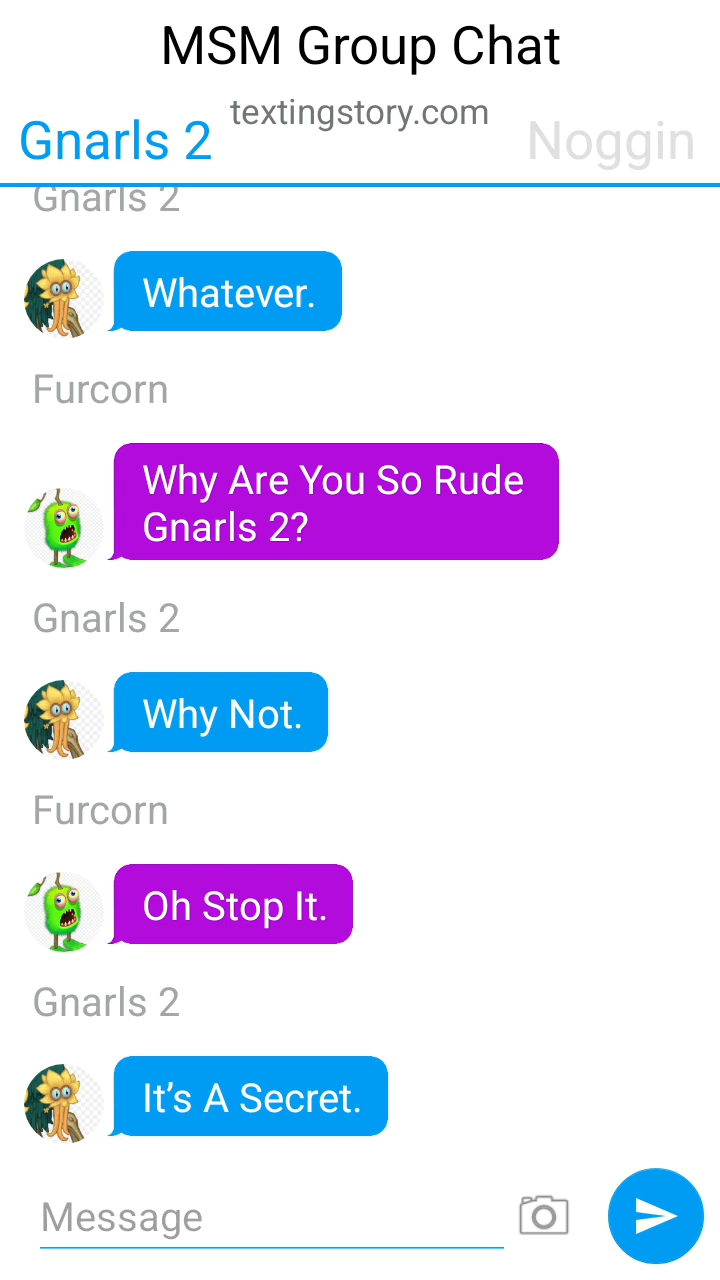 MSM Group Chat
textingstory.com
Gnarls 2
Noggin
Gnarls 2
Whatever.
Furcorn
Why Are You So Rude
Gnarls 2?
Gnarls 2
Why Not.
Furcorn
Oh Stop It.
Gnarls 2
It’s A Secret.
Message